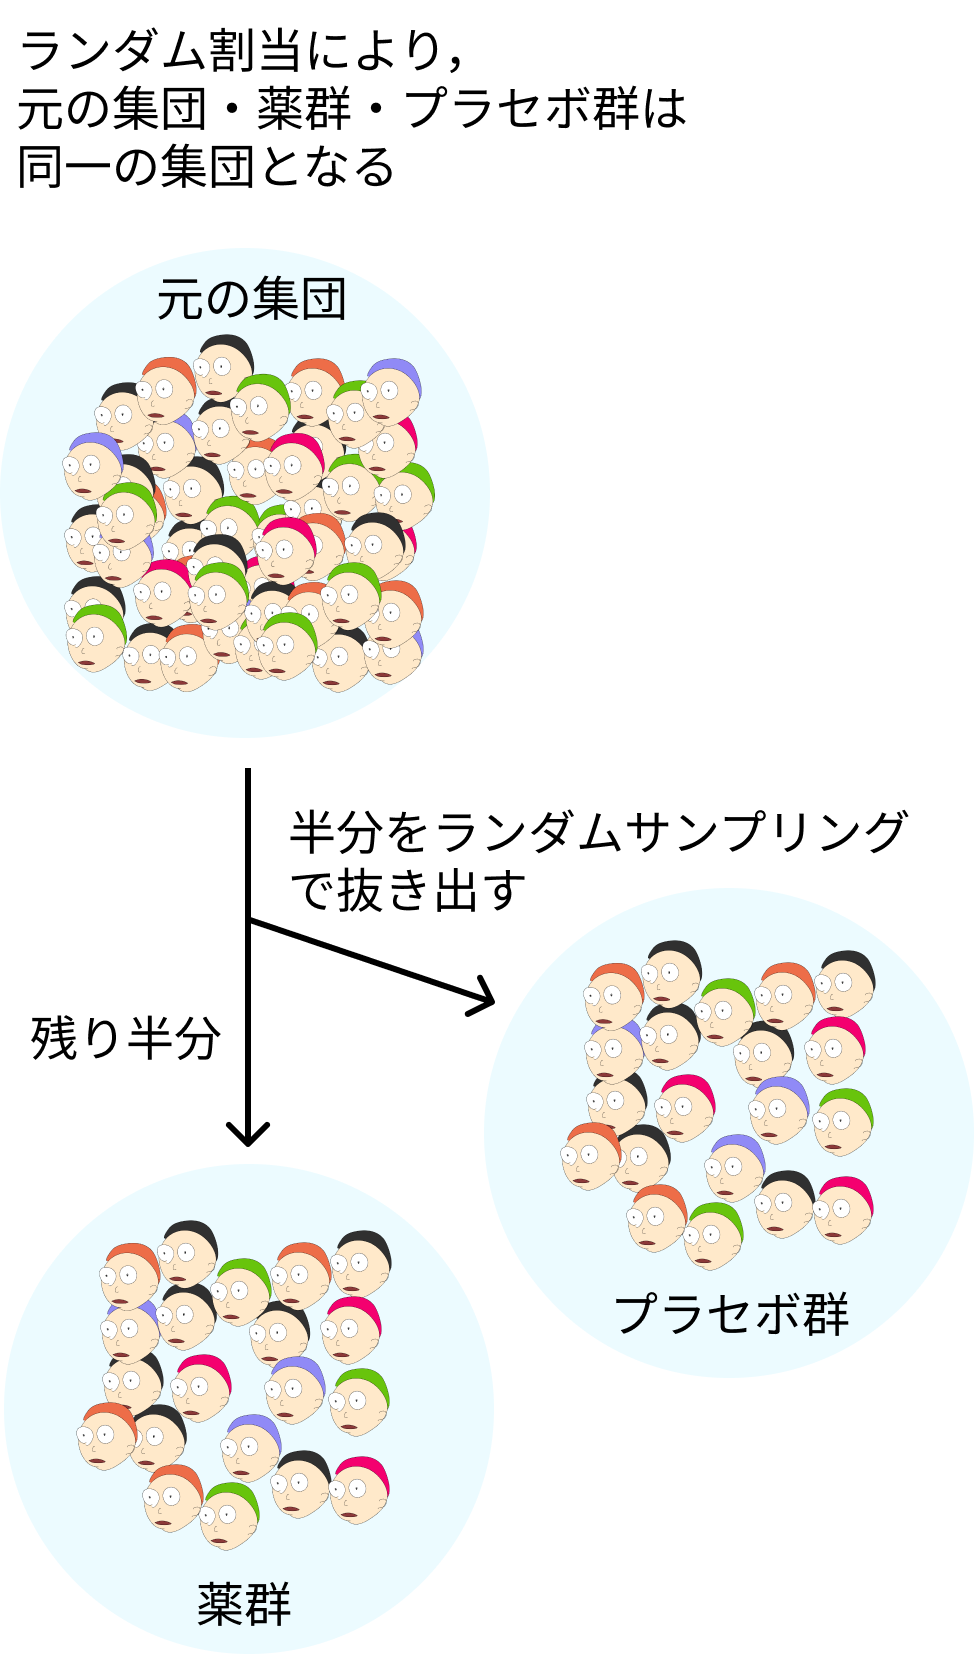 ランダム割当により，
元の集団・薬群・プラセボ群は
同一の集団となる
元の集団
半分をランダムサンプリング
で抜き出す
残り半分
プラセボ群
薬群